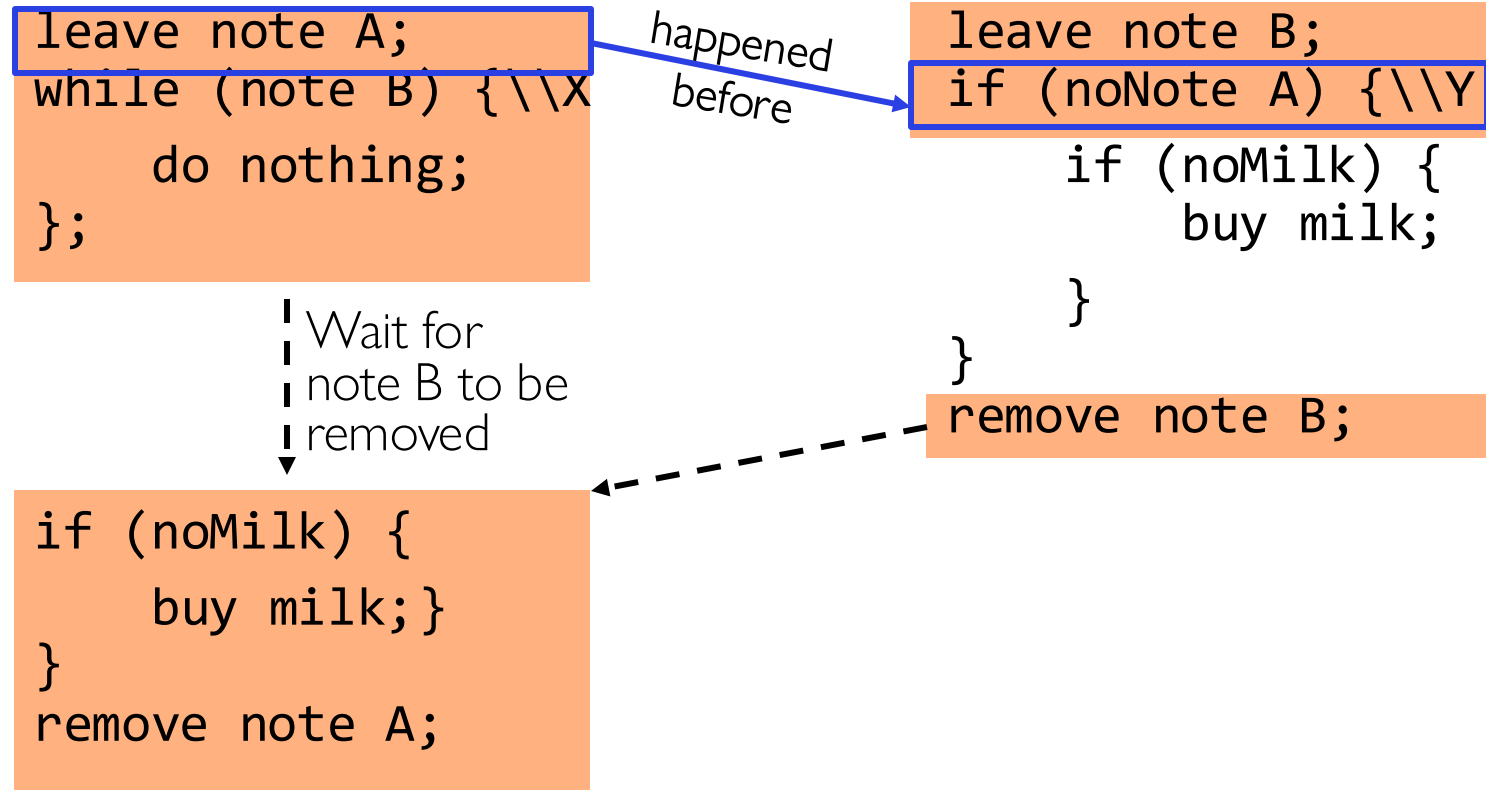 leave note A;
while (note B) {\\X
do nothing;
};
happened
before
leave note B;
if (noNote A) {\\Y
if (noMilk) {
buy milk;
}
}
remove note B;
Wait for
note B to be
removed
if (noMilk) {
buy milk;}
}
remove note A;